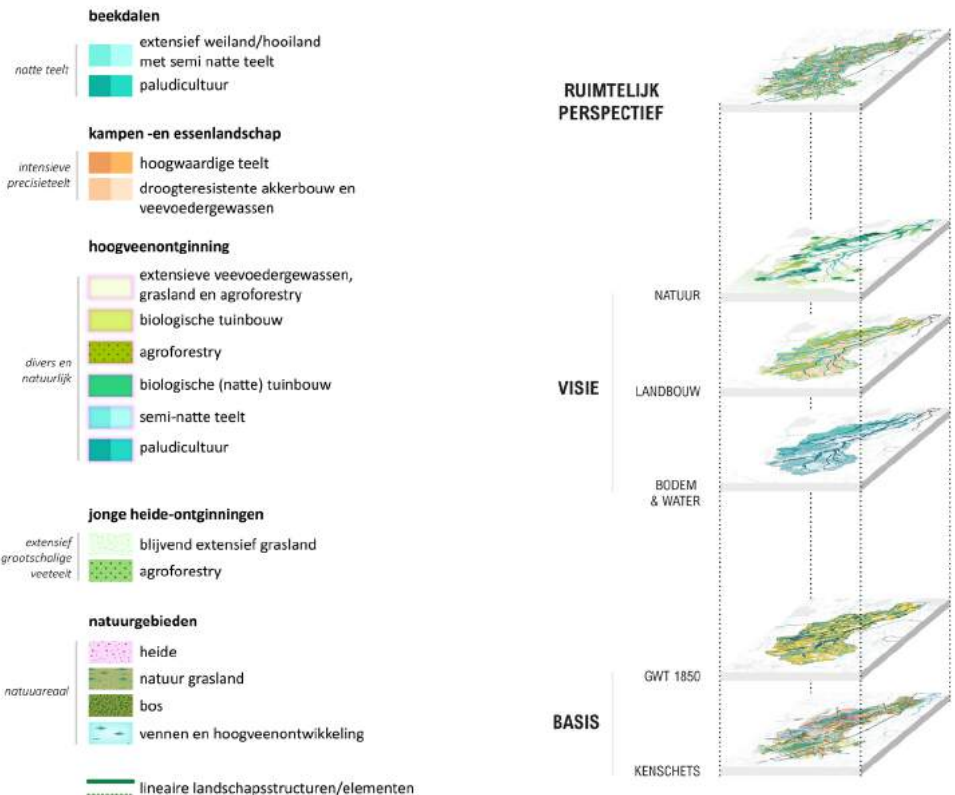 beekdalen
natte teelt
extensief weiland/hooiland
met semi natte teelt
paludicultuur
kampen -en essenlandschap
intensieve
precisieteelt
hoogwaardige teelt
droogteresistente akkerbouw en
veevoedergewassen
hoogveenontginning
divers en
natuurlijk
extensieve veevoedergewassen,
grasland en agroforestry
biologische tuinbouw
agroforestry
biologische (natte) tuinbouw
semi-natte teelt
paludicultuur
jonge heide-ontginningen
extensief
grootschalige
veeteelt
blijvend extensief grasland
agroforestry
natuurgebieden
natuuareaal
heide
natuur grasland
bos
vennen en hoogveenontwikkeling
lineaire landschapsstructuren/elementen
RUIMTELIJK
PERSPECTIEF
VISIE
NATUUR
LANDBOUW
BODEM
& WATER
BASIS
GWT 1850
KENSCHETS